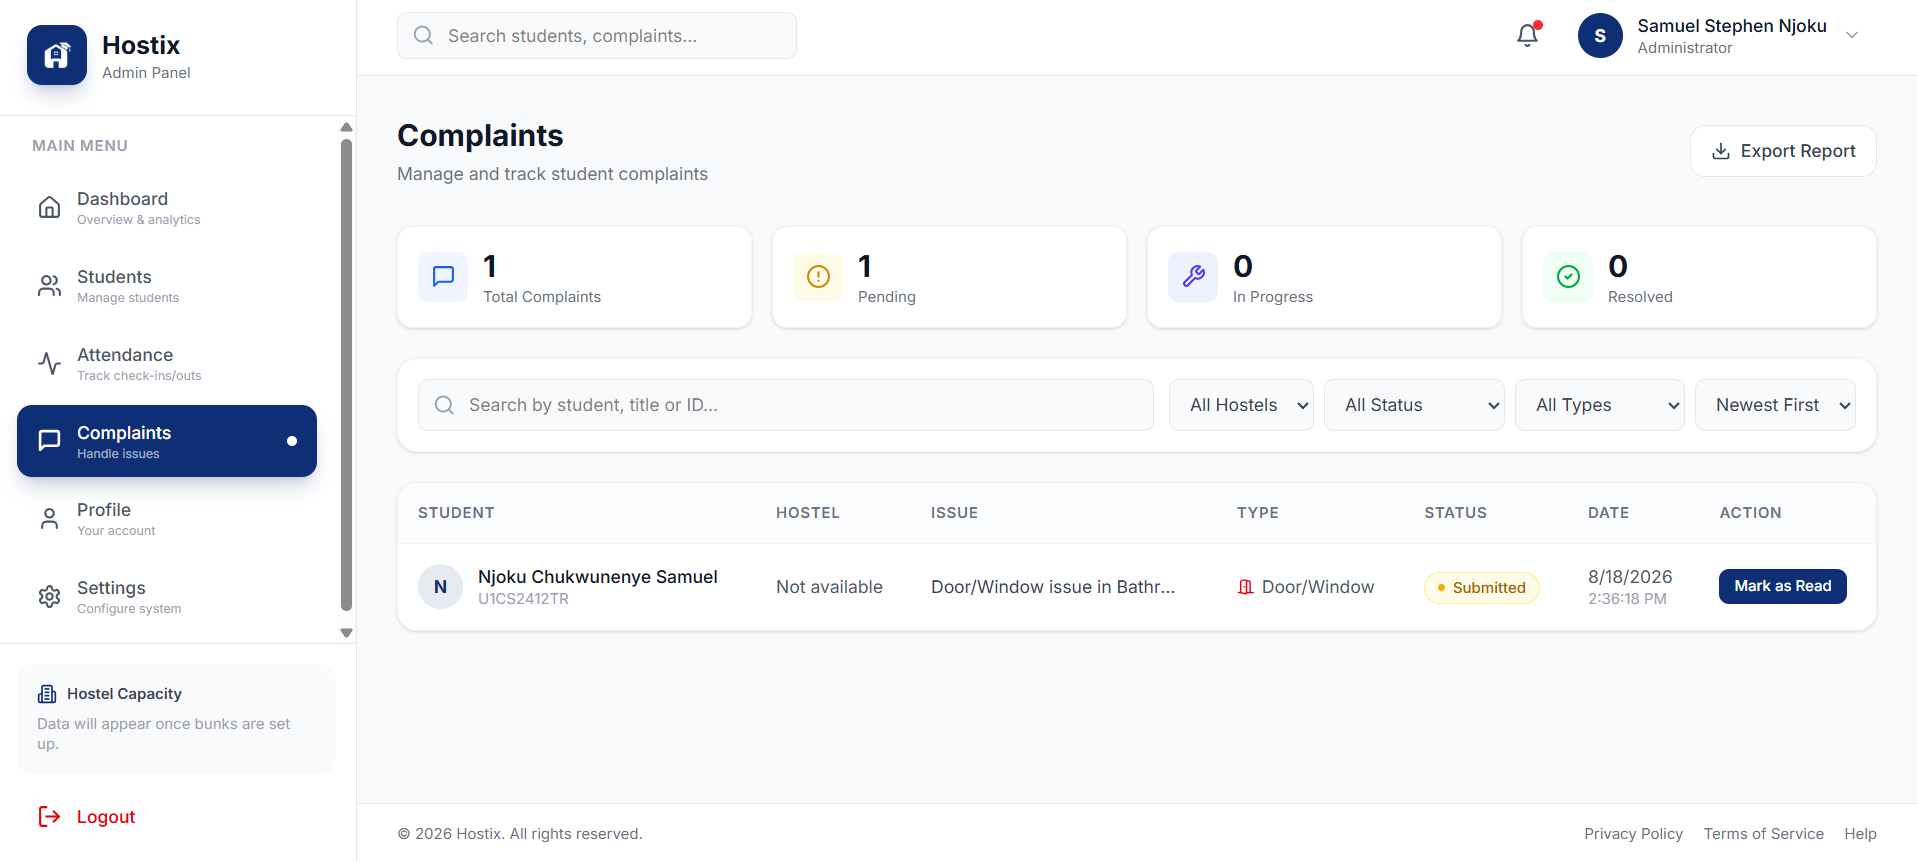 Hostix
Admin Panel
MAIN MENU
Dashboard
Overview & analytics
Students
Manage students
Attendance
Track check-ins/outs
Complaints
Handle issues
Profile
Your account
Settings
Configure system
Hostel Capacity
Data will appear once bunks are set
up.
Logout
Search students, complaints...
S
Samuel Stephen Njoku
Administrator
Complaints
Manage and track student complaints
Export Report
1
Total Complaints
1
Pending
0
In Progress
0
Resolved
Search by student, title or ID...
All Hostels
All Status
All Types
Newest First
STUDENT HOSTEL ISSUE TYPE STATUS DATE ACTION
N
Njoku Chukwunenye Samuel
U1CS2412TR
Not available
Door/Window issue in Bathr...
Door/Window
Submitted
8/18/2026
2:36:18 PM
Mark as Read
© 2026 Hostix. All rights reserved.
Privacy Policy Terms of Service Help